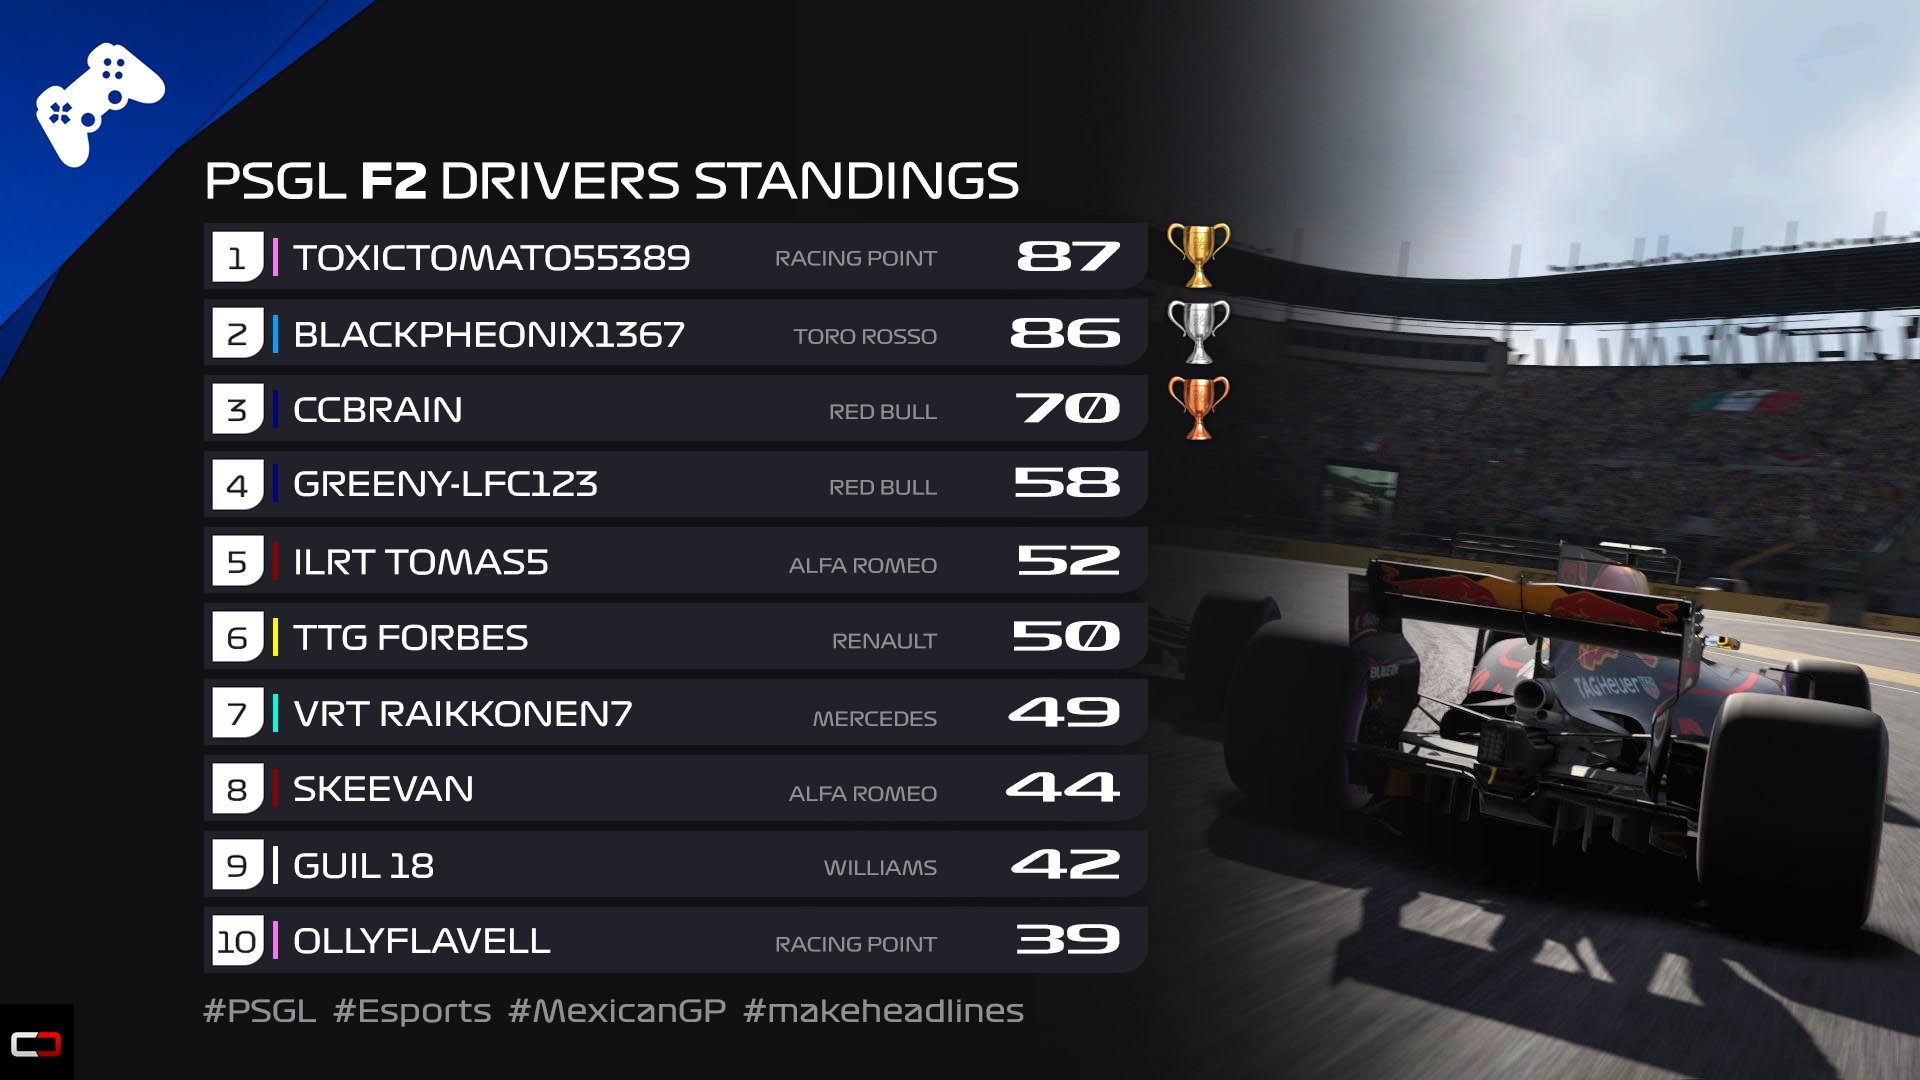 PSGL F2 DRIVERS STANDINGS
1 TOXICTOMATO55389 RACING POINT 87
2 BLACKPHEONIX1367 TORO ROSSO 86
3 CCBRAIN RED BULL 70
4 GREENY-LFC123 RED BULL 58
5 ILRT TOMAS5 ALFA ROMEO 52
6 TTG FORBES RENAULT 50
7 VRT RAIKKONEN7 MERCEDES 49
8 SKEEVAN ALFA ROMEO 44
9 GUIL 18 WILLIAMS 42
10 OLLYFLAVELL RACING POINT 39
TAGHeuer
#PSGL #Esports #MexicanGP #makeheadlines